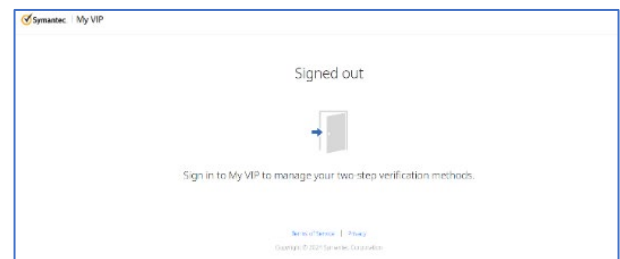 Symantec | My VIP
Signed out
Sign in to My VIP to manage your two-step verification methods.
Terms of Service | Privacy
Copyright © Symantec Corporation